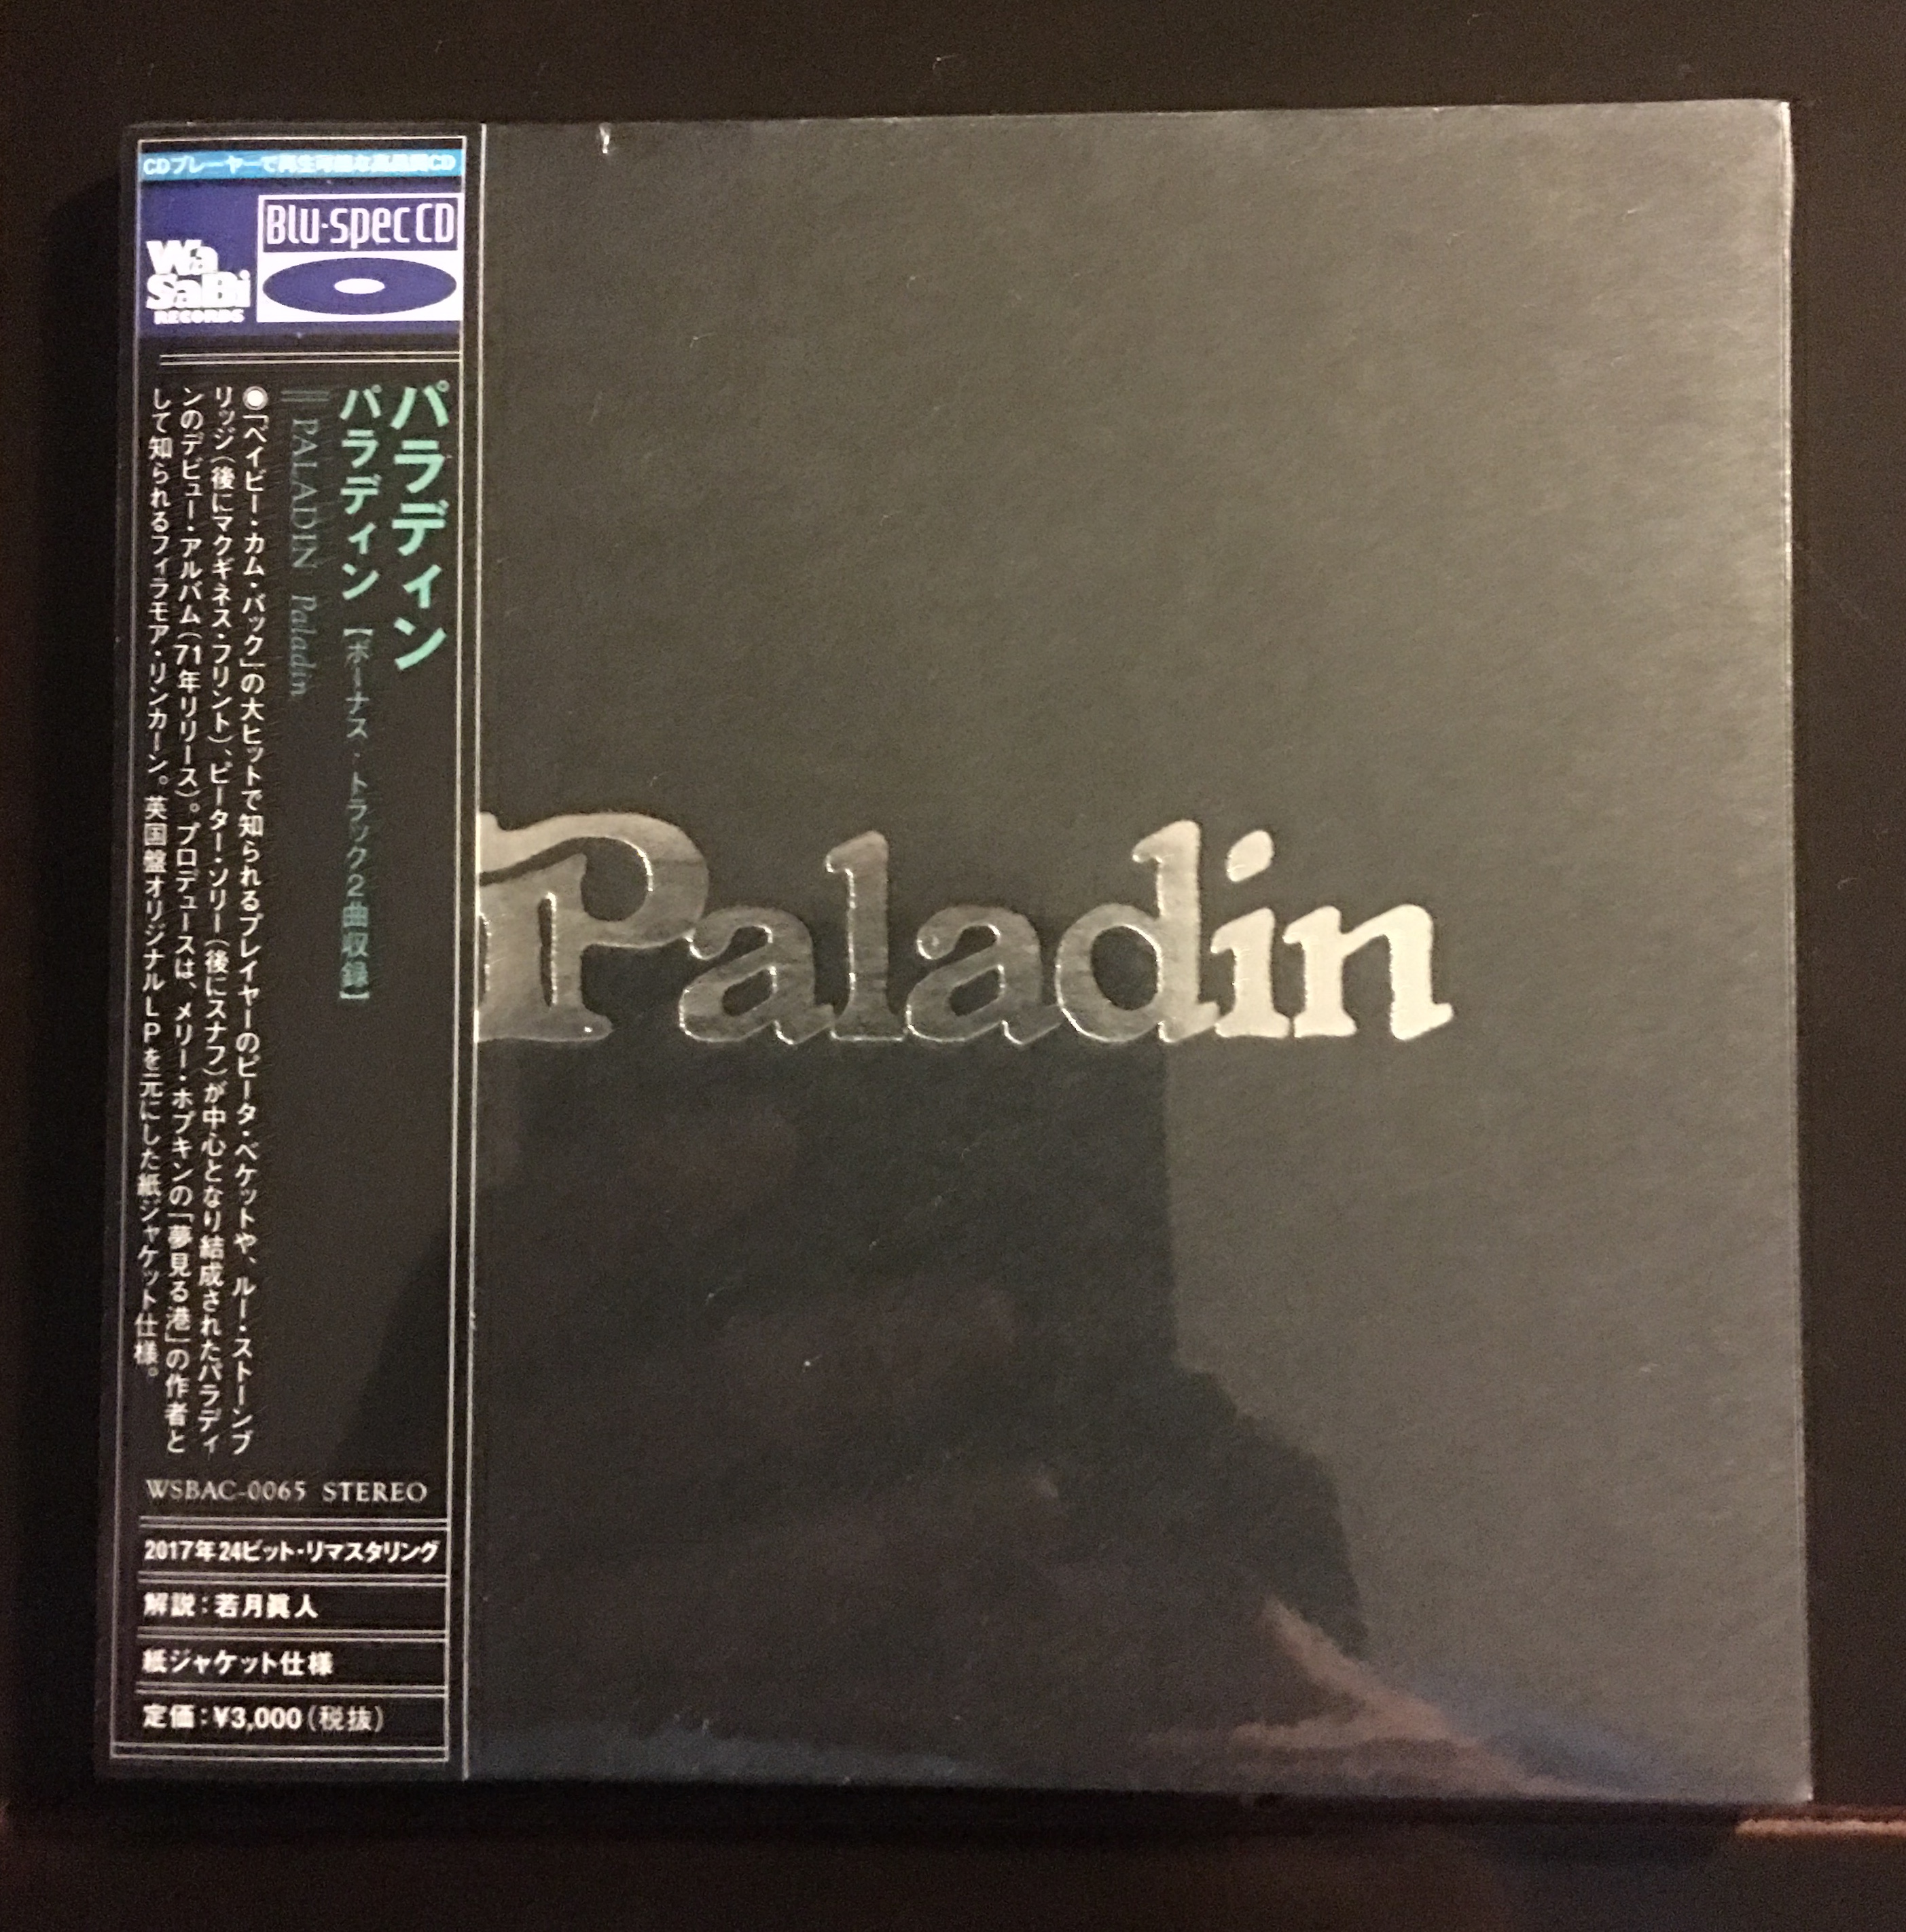 CDプレーヤーで再生可能な高品質CD
WaSaBi
RECORDS
Blu-spec CD
パラディン
パラディン【ボーナス・トラック2曲収録】
PALADIN Paladin
◉「ベイビー・カム・バック」の大ヒットで知られるプレイヤーのピータ・ベケットや、ルー・ストーンブ
リッジ（後にマクギネス・フリント）、ピーター・ソリー（後にスナフ）が中心となり結成されたパラディ
ンのデビュー・アルバム（71年リリース）。プロデュースは、メリー・ホプキンの「夢見る港」の作者と
して知られるフィラモア・リンカーン。英国盤オリジナルLPを元にした紙ジャケット仕様。
WSBAC-0065 STEREO
2017年24ビット・リマスタリング
解説：若月眞人
紙ジャケット仕様
定価：¥3,000（税抜）
Paladin